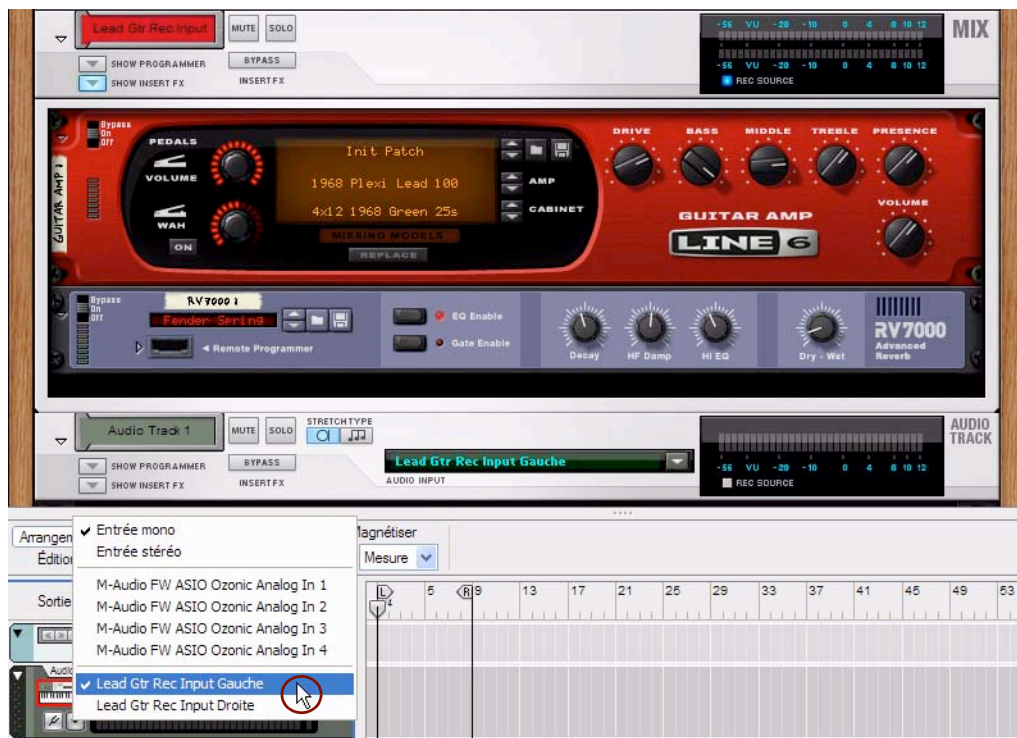 Lead Gtr Rec Input
MUTE
SOLO
SHOW PROGRAMMER
BYPASS
SHOW INSERT FX
INSERT FX
-56 VU -20 -10 0 4 8 10 12
-56 VU -20 -10 0 4 8 10 12
REC SOURCE
MIX
Bypass
On
Off
GUITAR AMP 1
PEDALS
VOLUME
WAH
ON
Init Patch
1968 Plexi Lead 100
4x12 1968 Green 25s
MISSING MODELS
REPLACE
AMP
CABINET
DRIVE
BASS
MIDDLE
TREBLE
PRESENCE
VOLUME
GUITAR AMP
LINE 6
Bypass
On
Off
RV7000 1
Fender Spring
Remote Programmer
EQ Enable
Gate Enable
Decay
HF Damp
HI EQ
Dry - Wet
RV7000
Advanced
Reverb
Audio Track 1
MUTE
SOLO
STRETCH TYPE
SHOW PROGRAMMER
BYPASS
SHOW INSERT FX
INSERT FX
Lead Gtr Rec Input Gauche
AUDIO INPUT
-56 VU -20 -10 0 4 8 10 12
REC SOURCE
AUDIO
TRACK
Arrangem
Éditio
Sortie
Audio
Entrée mono
Entrée stéréo
M-Audio FW ASIO Ozonic Analog In 1
M-Audio FW ASIO Ozonic Analog In 2
M-Audio FW ASIO Ozonic Analog In 3
M-Audio FW ASIO Ozonic Analog In 4
Lead Gtr Rec Input Gauche
Lead Gtr Rec Input Droite
Magnétiser
Mesure
L 5 R 9 13 17 21 25 29 33 37 41 45 49 53
4